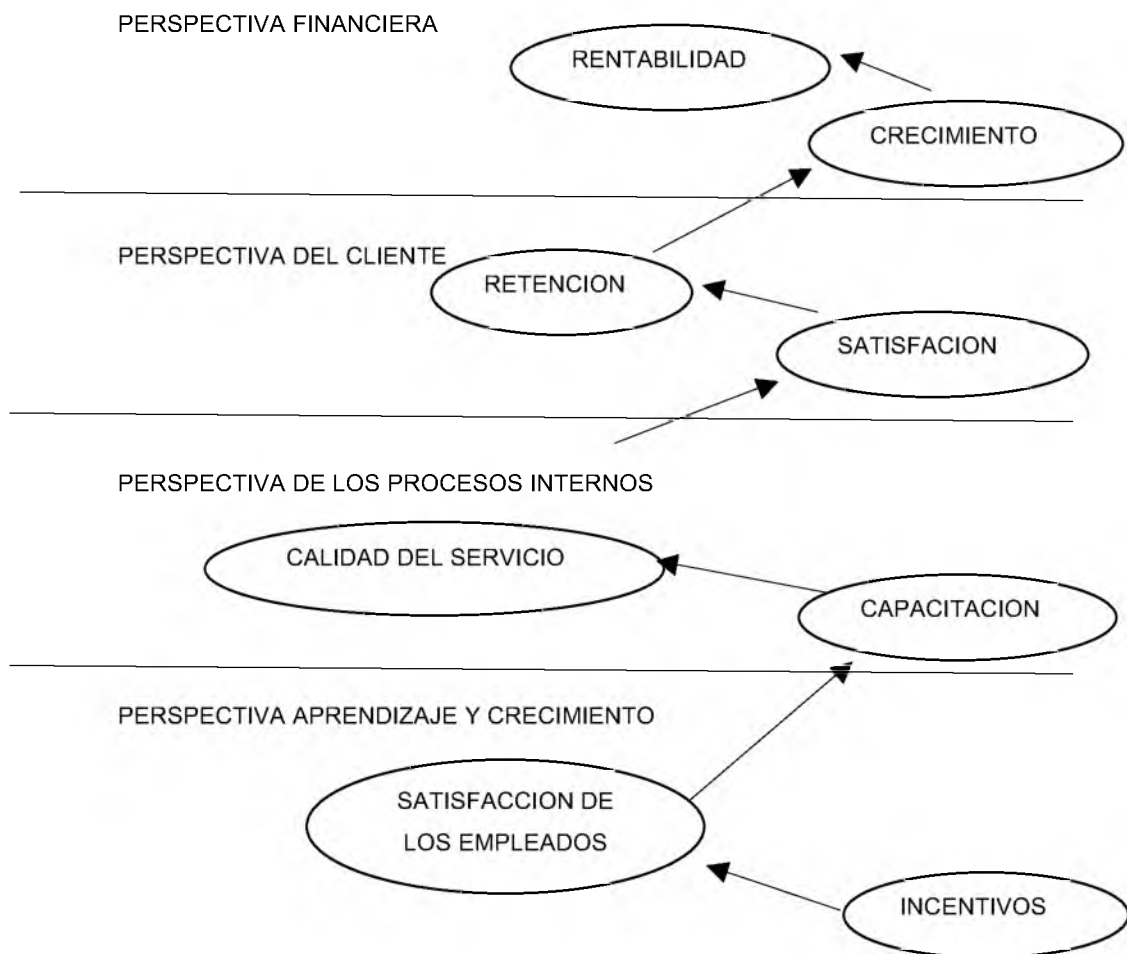 PERSPECTIVA FINANCIERA
RENTABILIDAD
CRECIMIENTO
PERSPECTIVA DEL CLIENTE
RETENCION
SATISFACION
PERSPECTIVA DE LOS PROCESOS INTERNOS
CALIDAD DEL SERVICIO
CAPACITACION
PERSPECTIVA APRENDIZAJE Y CRECIMIENTO
SATISFACCION DE
LOS EMPLEADOS
INCENTIVOS